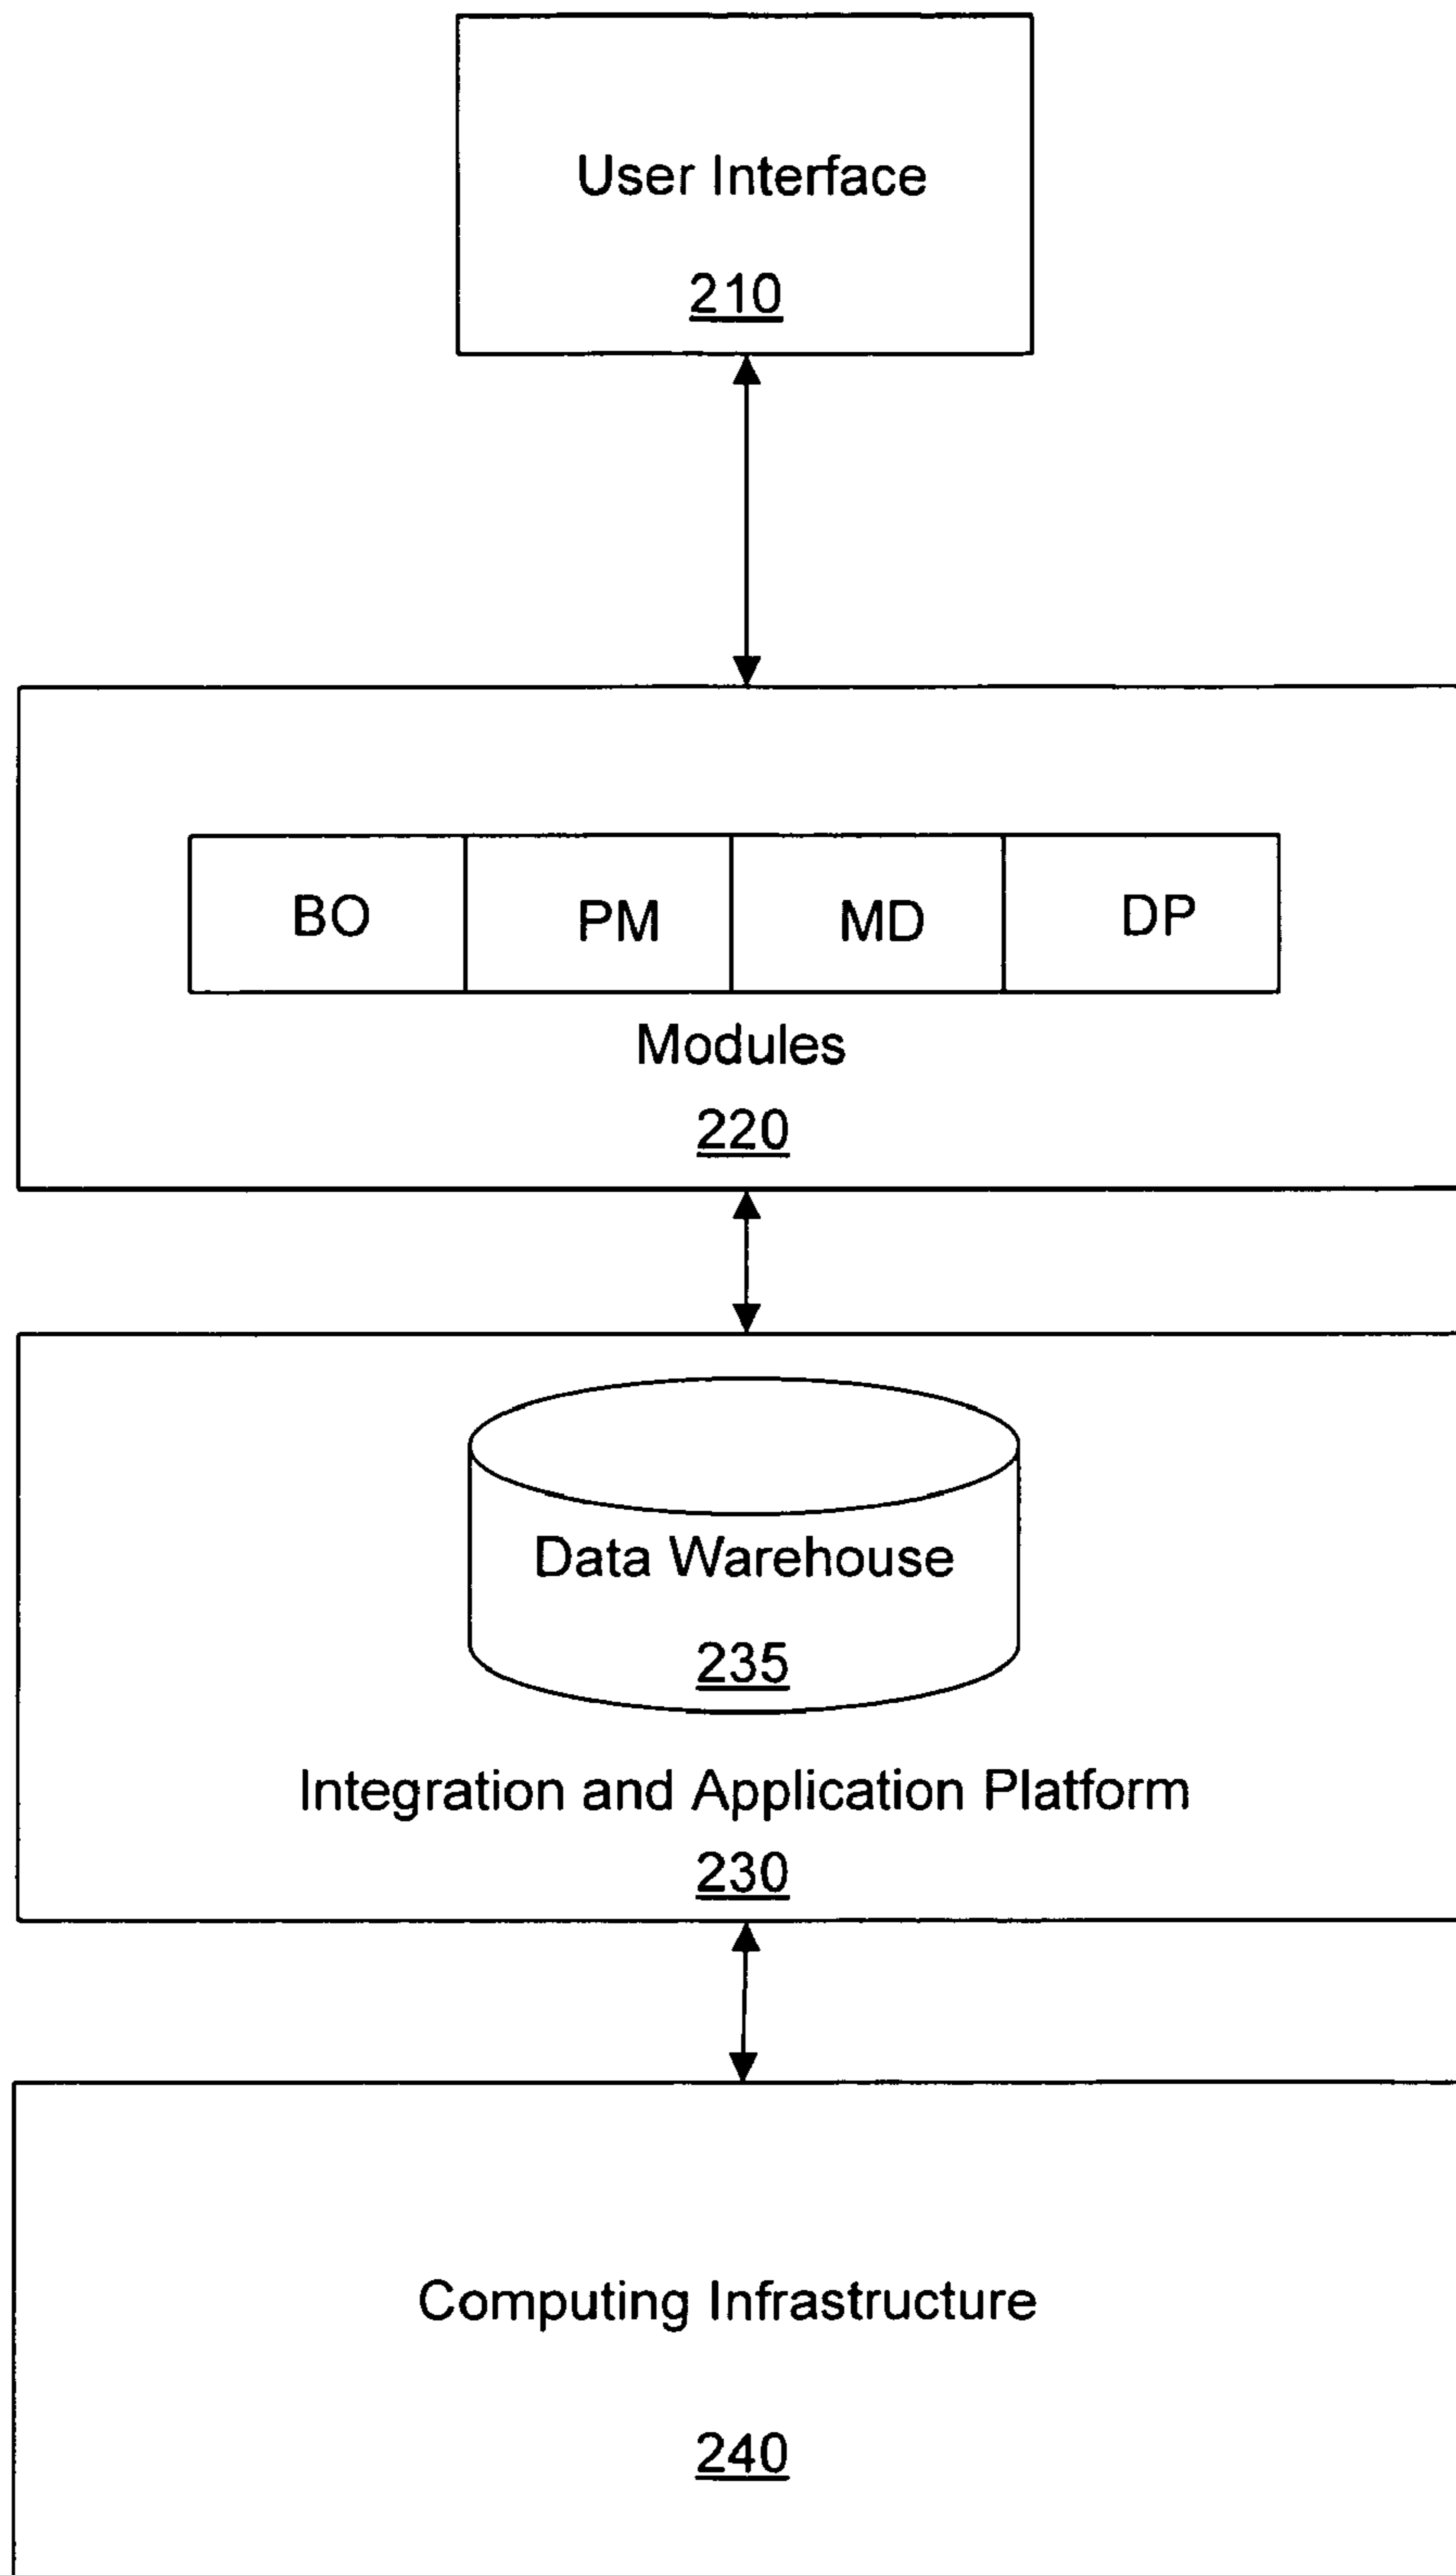 User Interface
210
BO PM MD DP
Modules
220
Data Warehouse
235
Integration and Application Platform
230
Computing Infrastructure
240